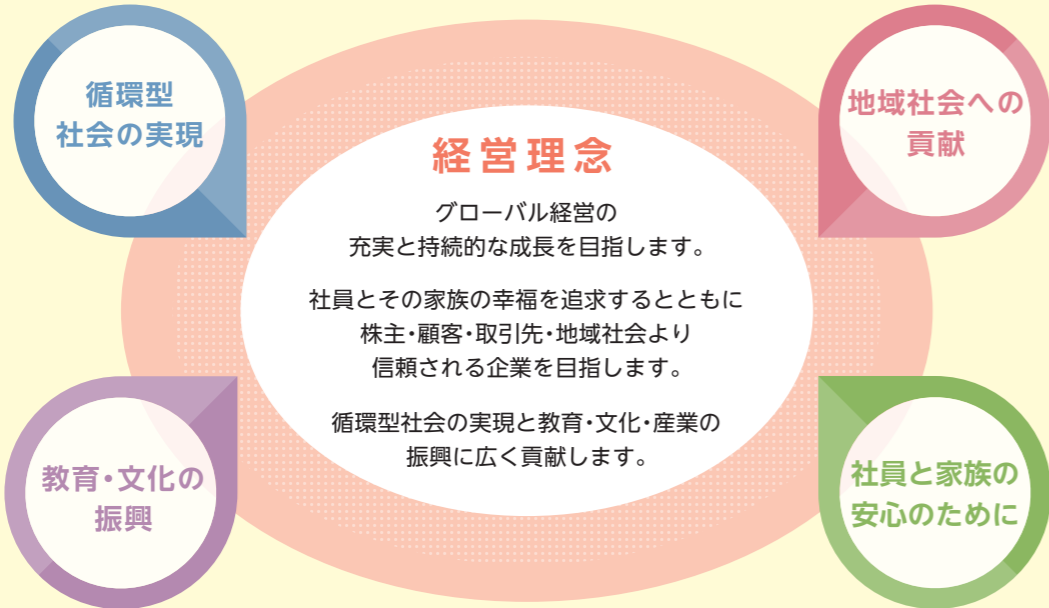 循環型
社会の実現
地域社会への
貢献
経営理念
グローバル経営の
充実と持続的な成長を目指します。
社員とその家族の幸福を追求するとともに
株主・顧客・取引先・地域社会より
信頼される企業を目指します。
循環型社会の実現と教育・文化・産業の
振興に広く貢献します。
教育・文化の
振興
社員と家族の
安心のために